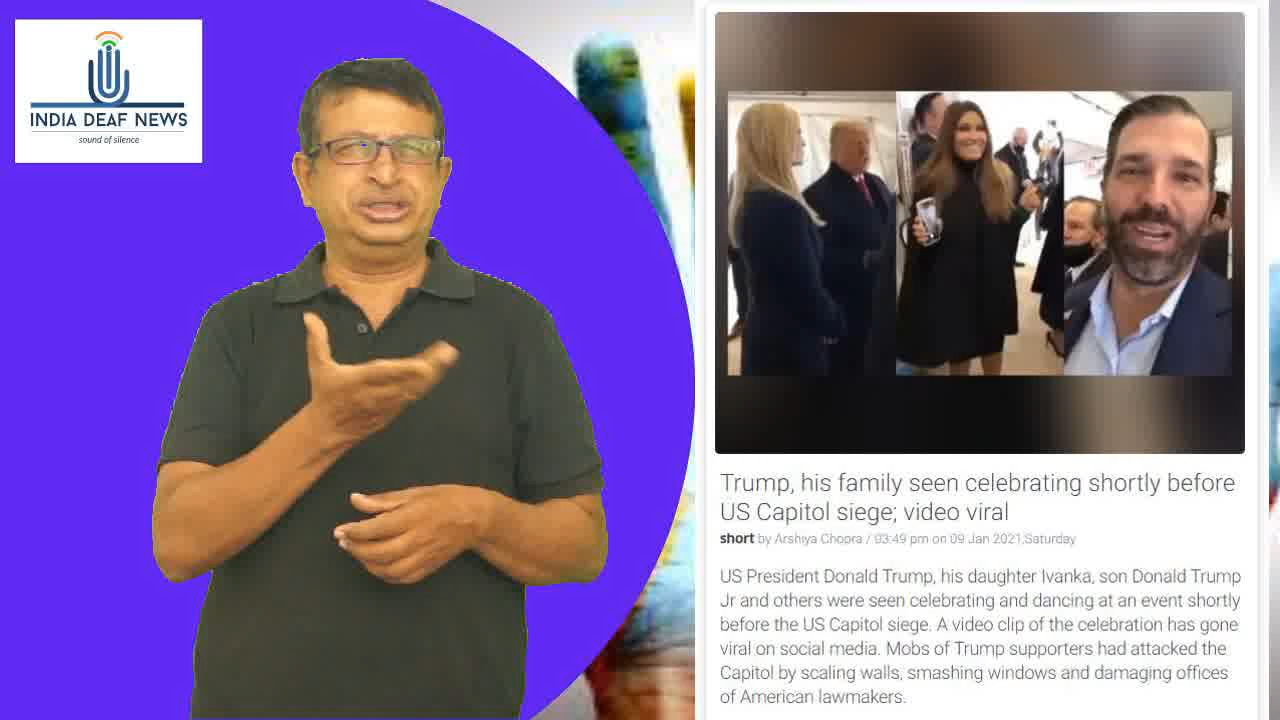 INDIA DEAF NEWS
sound of silence
Trump, his family seen celebrating shortly before
US Capitol siege; video viral
short by Arshiya Chopra / 03:49 pm on 09 Jan 2021,Saturday
US President Donald Trump, his daughter Ivanka, son Donald Trump
Jr and others were seen celebrating and dancing at an event shortly
before the US Capitol siege. A video clip of the celebration has gone
viral on social media. Mobs of Trump supporters had attacked the
Capitol by scaling walls, smashing windows and damaging offices
of American lawmakers.